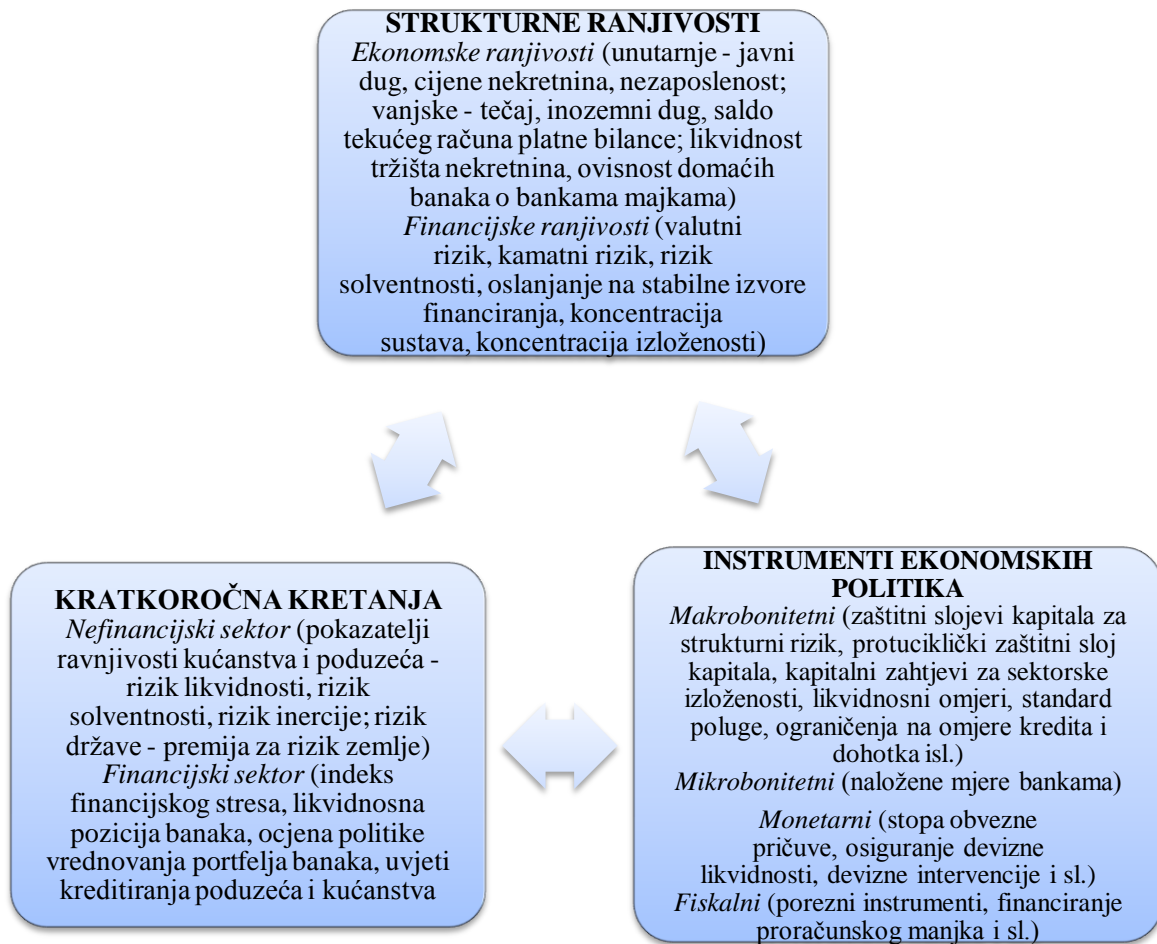 STRUKTURNE RANJIVOSTI
Ekonomske ranjivosti (unutarnje - javni
dug, cijene nekretnina, nezaposlenost;
vanjske - tečaj, inozemni dug, saldo
tekućeg računa platne bilance; likvidnost
tržišta nekretnina, ovisnost domaćih
banaka o bankama majkama)
Financijske ranjivosti (valutni
rizik, kamatni rizik, rizik
solventnosti, oslanjanje na stabilne izvore
financiranja, koncentracija
sustava, koncentracija izloženosti)
KRATKOROČNA KRETANJA
Nefinancijski sektor (pokazatelji
ravnjivosti kućanstva i poduzeća -
rizik likvidnosti, rizik
solventnosti, rizik inercije; rizik
države - premija za rizik zemlje)
Financijski sektor (indeks
financijskog stresa, likvidnosna
pozicija banaka, ocjena politike
vrednovanja portfelja banaka, uvjeti
kreditiranja poduzeća i kućanstva
INSTRUMENTI EKONOMSKIH
POLITIKA
Makrobonitetni (zaštitni slojevi kapitala za
strukturni rizik, protuciklički zaštitni sloj
kapitala, kapitalni zahtjevi za sektorske
izloženosti, likvidnosni omjeri, standard
poluge, ograničenja na omjere kredita i
dohotka isl.)
Mikrobonitetni (naložene mjere bankama)
Monetarni (stopa obvezne
pričuve, osiguranje devizne
likvidnosti, devizne intervencije i sl.)
Fiskalni (porezni instrumenti, financiranje
proračunskog manjka i sl.)